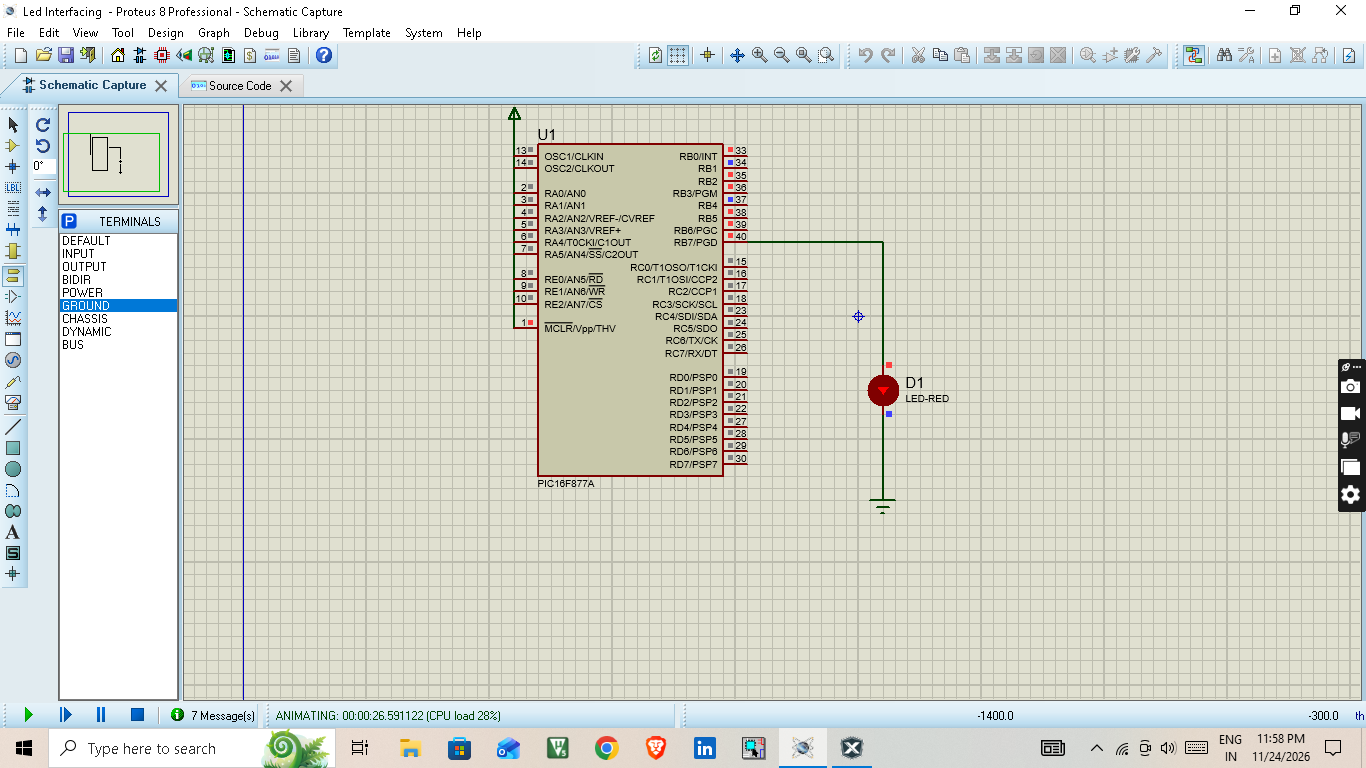 Led Interfacing - Proteus 8 Professional - Schematic Capture
File Edit View Tool Design Graph Debug Library Template System Help
Schematic Capture
Source Code
0°
LBL
P TERMINALS
DEFAULT
INPUT
OUTPUT
BIDIR
POWER
GROUND
CHASSIS
DYNAMIC
BUS
U1
13 OSC1/CLKIN
14 OSC2/CLKOUT
2 RA0/AN0
3 RA1/AN1
4 RA2/AN2/VREF-/CVREF
5 RA3/AN3/VREF+
6 RA4/T0CKI/C1OUT
7 RA5/AN4/SS/C2OUT
8 RE0/AN5/RD
9 RE1/AN6/WR
10 RE2/AN7/CS
1 MCLR/Vpp/THV
RB0/INT 33
RB1 34
RB2 35
RB3/PGM 36
RB4 37
RB5 38
RB6/PGC 39
RB7/PGD 40
RC0/T1OSO/T1CKI 15
RC1/T1OSI/CCP2 16
RC2/CCP1 17
RC3/SCK/SCL 18
RC4/SDI/SDA 23
RC5/SDO 24
RC6/TX/CK 25
RC7/RX/DT 26
RD0/PSP0 19
RD1/PSP1 20
RD2/PSP2 21
RD3/PSP3 22
RD4/PSP4 27
RD5/PSP5 28
RD6/PSP6 29
RD7/PSP7 30
PIC16F877A
D1
LED-RED
A
7 Message(s)
ANIMATING: 00:00:26.591122 (CPU load 28%)
-1400.0
-300.0
th
Type here to search
in
ENG
IN
11:58 PM
11/24/2026